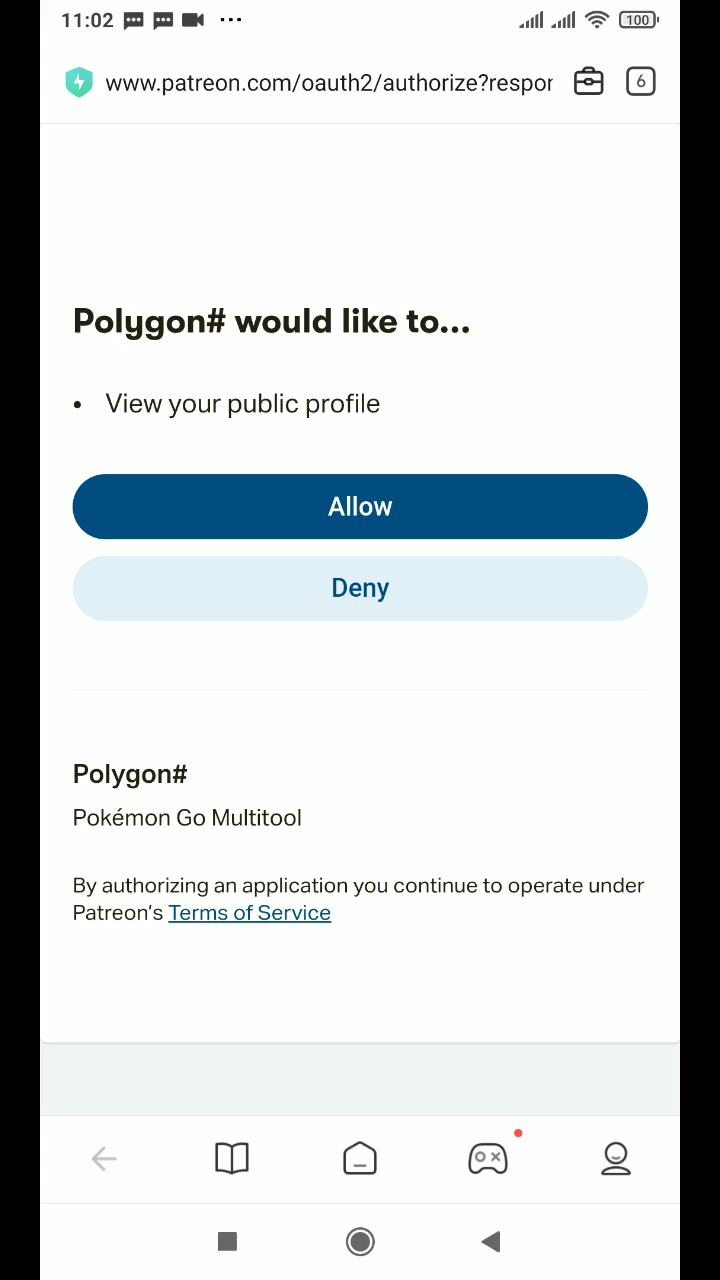 11:02
100
www.patreon.com/oauth2/authorize?respor
6
Polygon# would like to...
• View your public profile
Allow
Deny
Polygon#
Pokémon Go Multitool
By authorizing an application you continue to operate under
Patreon's Terms of Service